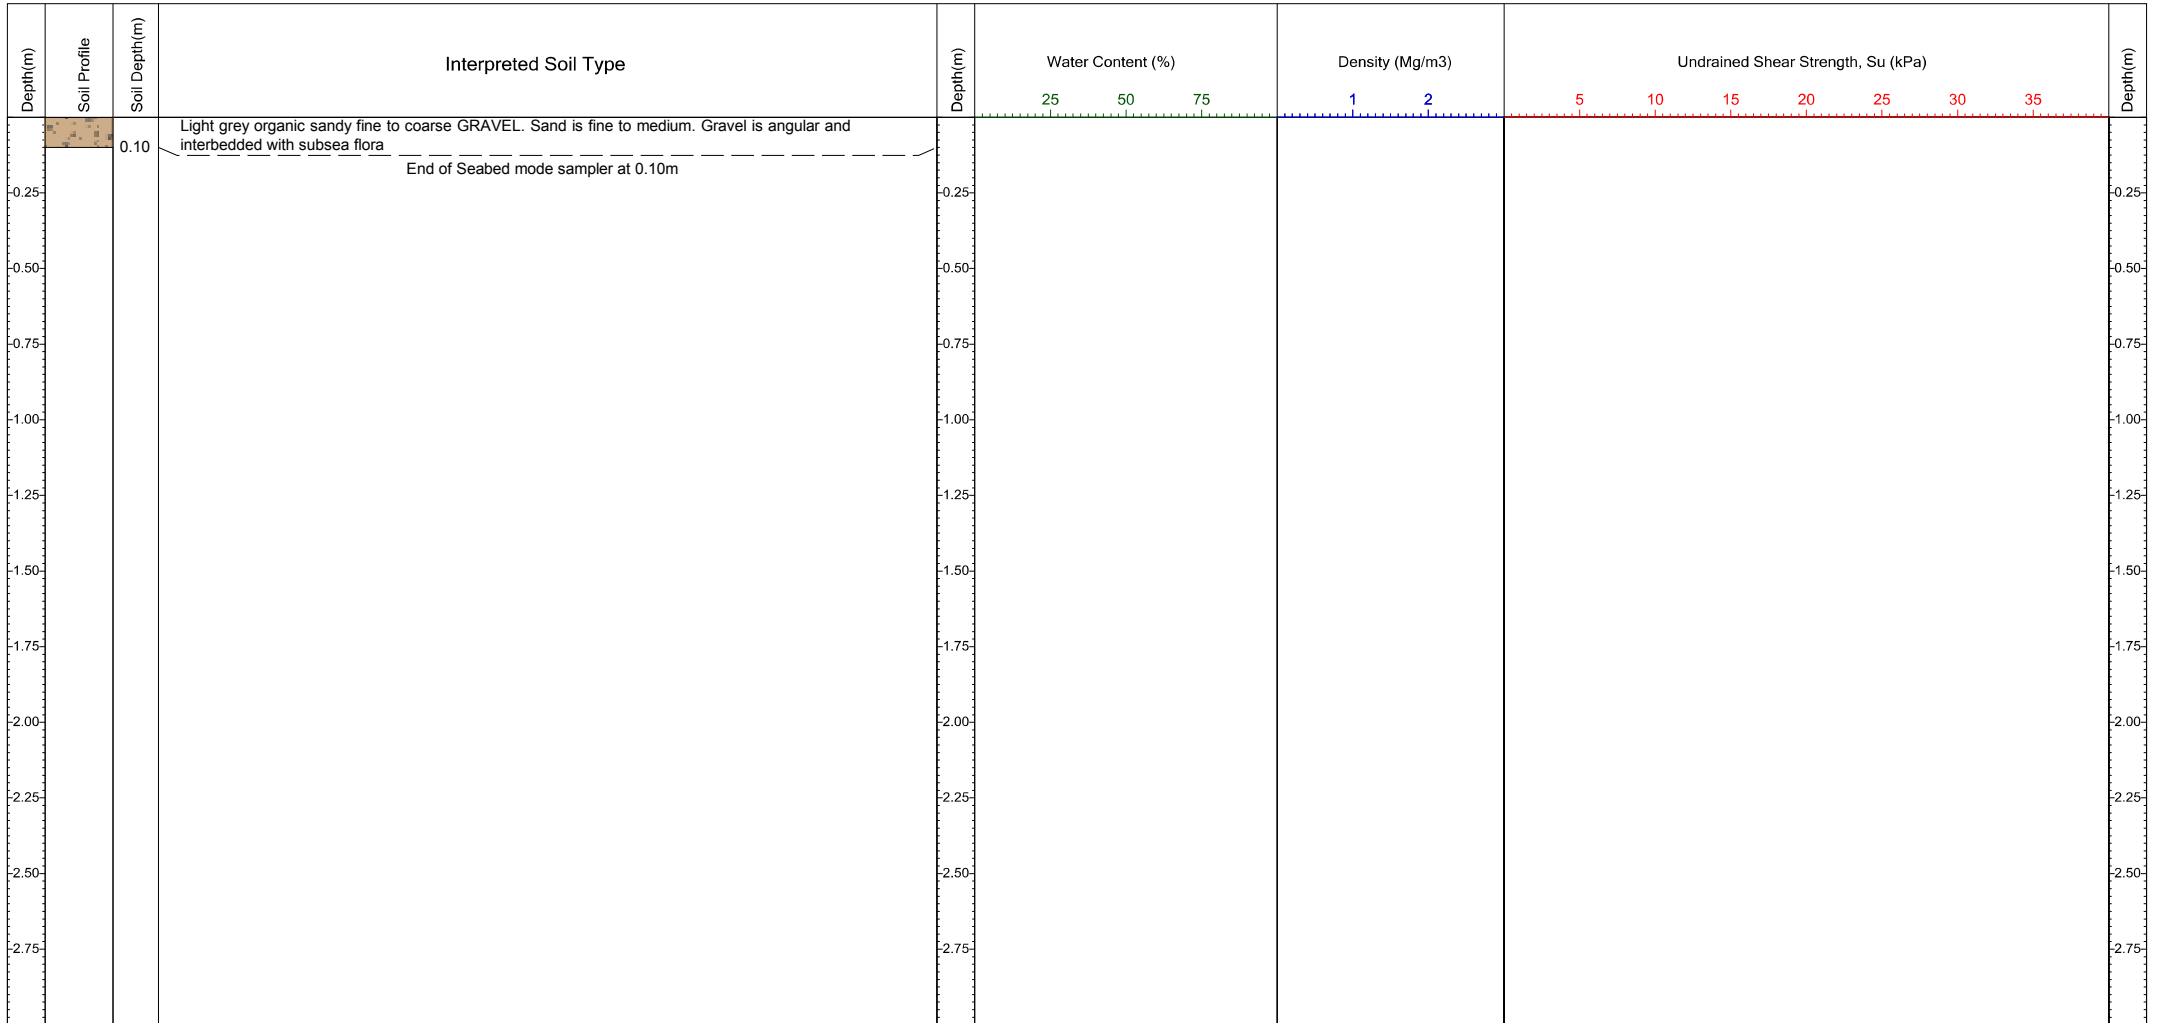 Depth(m)
Soil Profile
Soil Depth(m)
Interpreted Soil Type
Depth(m)
Water Content (%)
25 50 75
Density (Mg/m3)
1 2
Undrained Shear Strength, Su (kPa)
5 10 15 20 25 30 35
Depth(m)
Light grey organic sandy fine to coarse GRAVEL. Sand is fine to medium. Gravel is angular and
interbedded with subsea flora
0.10
End of Seabed mode sampler at 0.10m
0.25 0.25 0.25
0.50 0.50 0.50
0.75 0.75 0.75
1.00 1.00 1.00
1.25 1.25 1.25
1.50 1.50 1.50
1.75 1.75 1.75
2.00 2.00 2.00
2.25 2.25 2.25
2.50 2.50 2.50
2.75 2.75 2.75